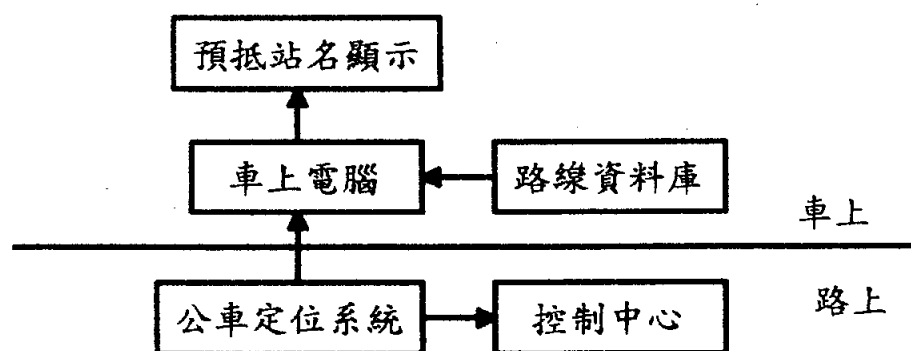 預抵站名顯示
車上電腦
路線資料庫
車上
公車定位系統
控制中心
路上